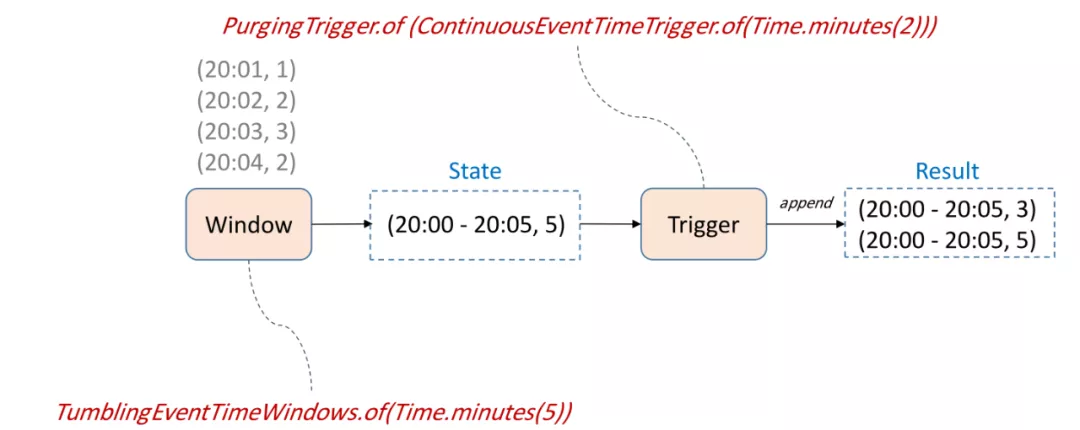 PurgingTrigger.of (ContinuousEventTimeTrigger.of(Time.minutes(2)))
(20:01, 1)
(20:02, 2)
(20:03, 3)
(20:04, 2)
State
Result
Window
(20:00 - 20:05, 5)
Trigger
append
(20:00 - 20:05, 3)
(20:00 - 20:05, 5)
TumblingEventTimeWindows.of(Time.minutes(5))